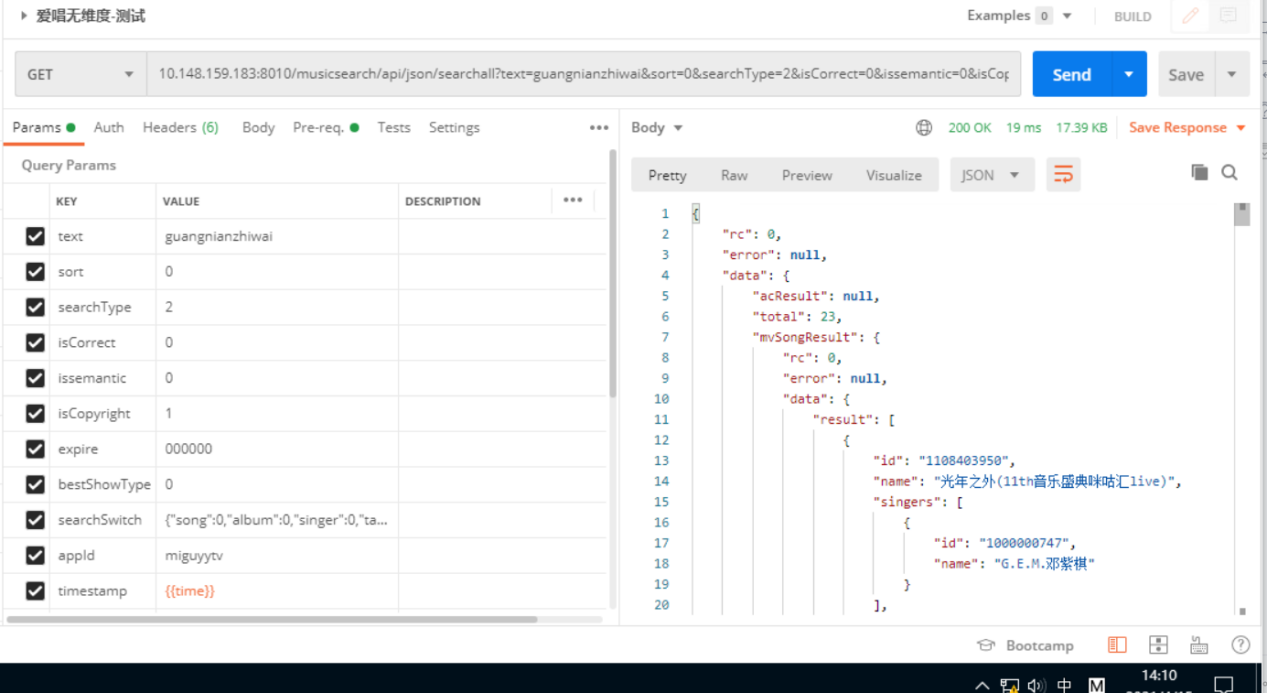 爱唱无维度-测试
Examples 0
BUILD
GET
10.148.159.183:8010/musicsearch/api/json/searchall?text=guangnianzhiwai&sort=0&searchType=2&isCorrect=0&issemantic=0&isCop
Send
Save
Params Auth Headers (6) Body Pre-req. Tests Settings
Query Params
KEY VALUE DESCRIPTION
text guangnianzhiwai
sort 0
searchType 2
isCorrect 0
issemantic 0
isCopyright 1
expire 000000
bestShowType 0
searchSwitch {"song":0,"album":0,"singer":0,"ta...
appId miguyytv
timestamp {{time}}
Body 200 OK 19 ms 17.39 KB Save Response
Pretty Raw Preview Visualize JSON
1 {
2 "rc": 0,
3 "error": null,
4 "data": {
5 "acResult": null,
6 "total": 23,
7 "mvSongResult": {
8 "rc": 0,
9 "error": null,
10 "data": {
11 "result": [
12 {
13 "id": "1108403950",
14 "name": "光年之外(11th音乐盛典咪咕汇live)",
15 "singers": [
16 {
17 "id": "1000000747",
18 "name": "G.E.M.邓紫棋"
19 }
20 ],
Bootcamp
中 M 14:10